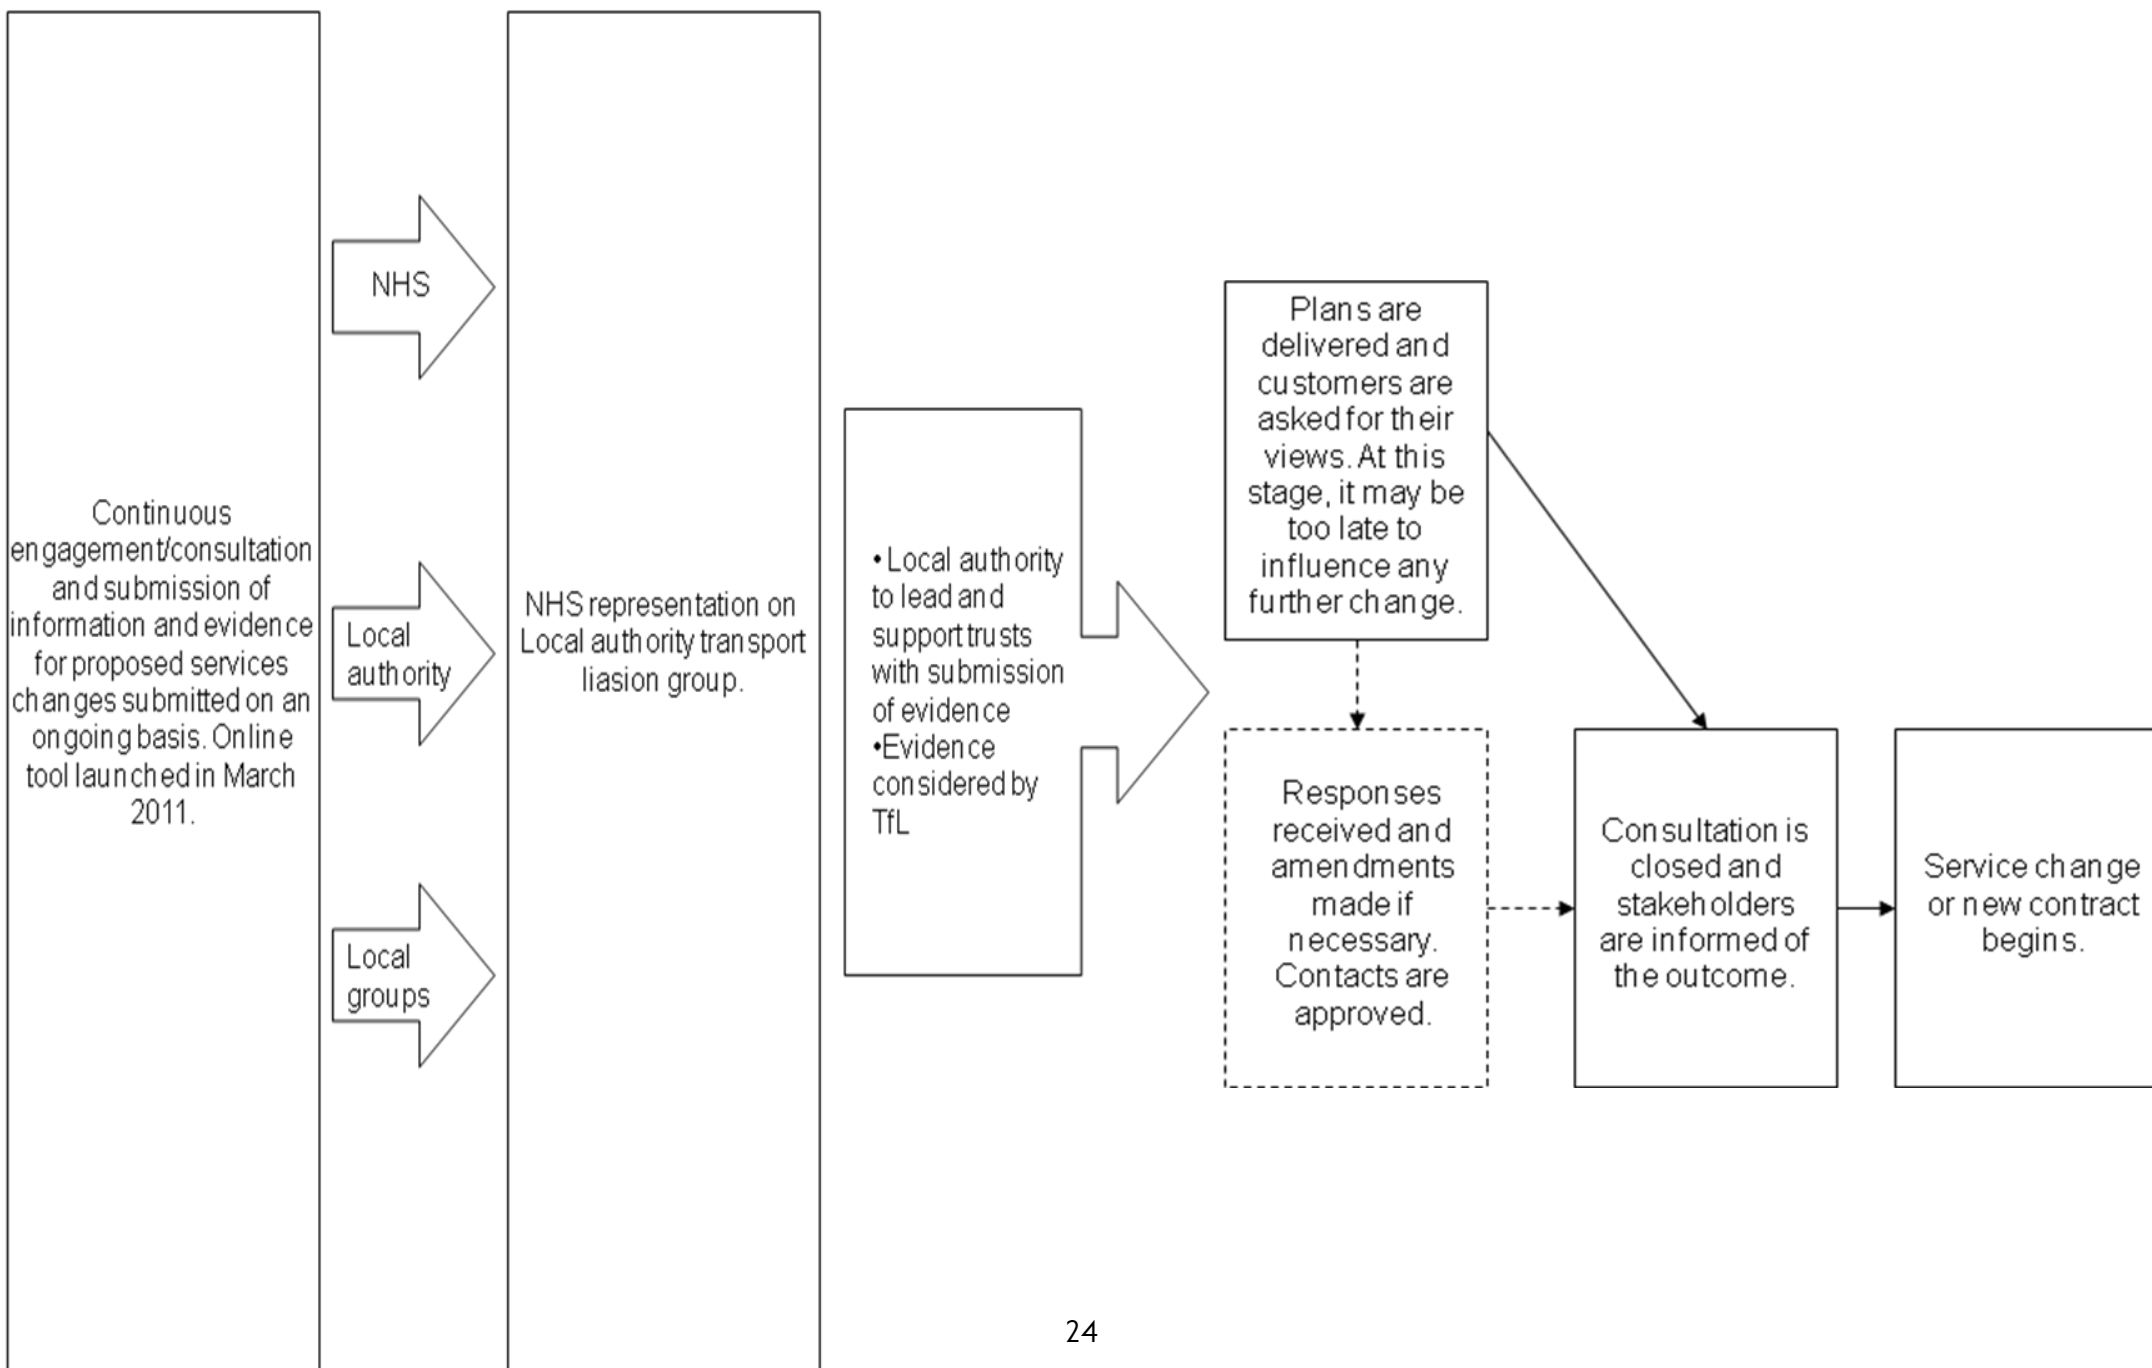 Continuous
engagement/consultation
and submission of
information and evidence
for proposed services
changes submitted on an
ongoing basis. Online
tool launched in March
2011.
NHS
Local
authority
Local
groups
NHS representation on
Local authority transport
liasion group.
•Local authority
to lead and
support trusts
with submission
of evidence
•Evidence
considered by
TfL
Plans are
delivered and
customers are
asked for their
views. At this
stage, it may be
too late to
influence any
further change.
Responses
received and
amendments
made if
necessary.
Contacts are
approved.
Consultation is
closed and
stakeholders
are informed of
the outcome.
Service change
or new contract
begins.
24